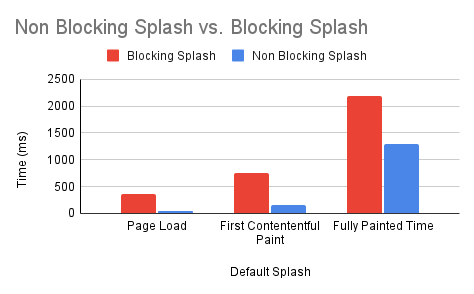 Non Blocking Splash vs. Blocking Splash
Blocking Splash
Non Blocking Splash
2500
2000
1500
1000
500
0
Time (ms)
Page Load
First Contententful
Paint
Fully Painted Time
Default Splash